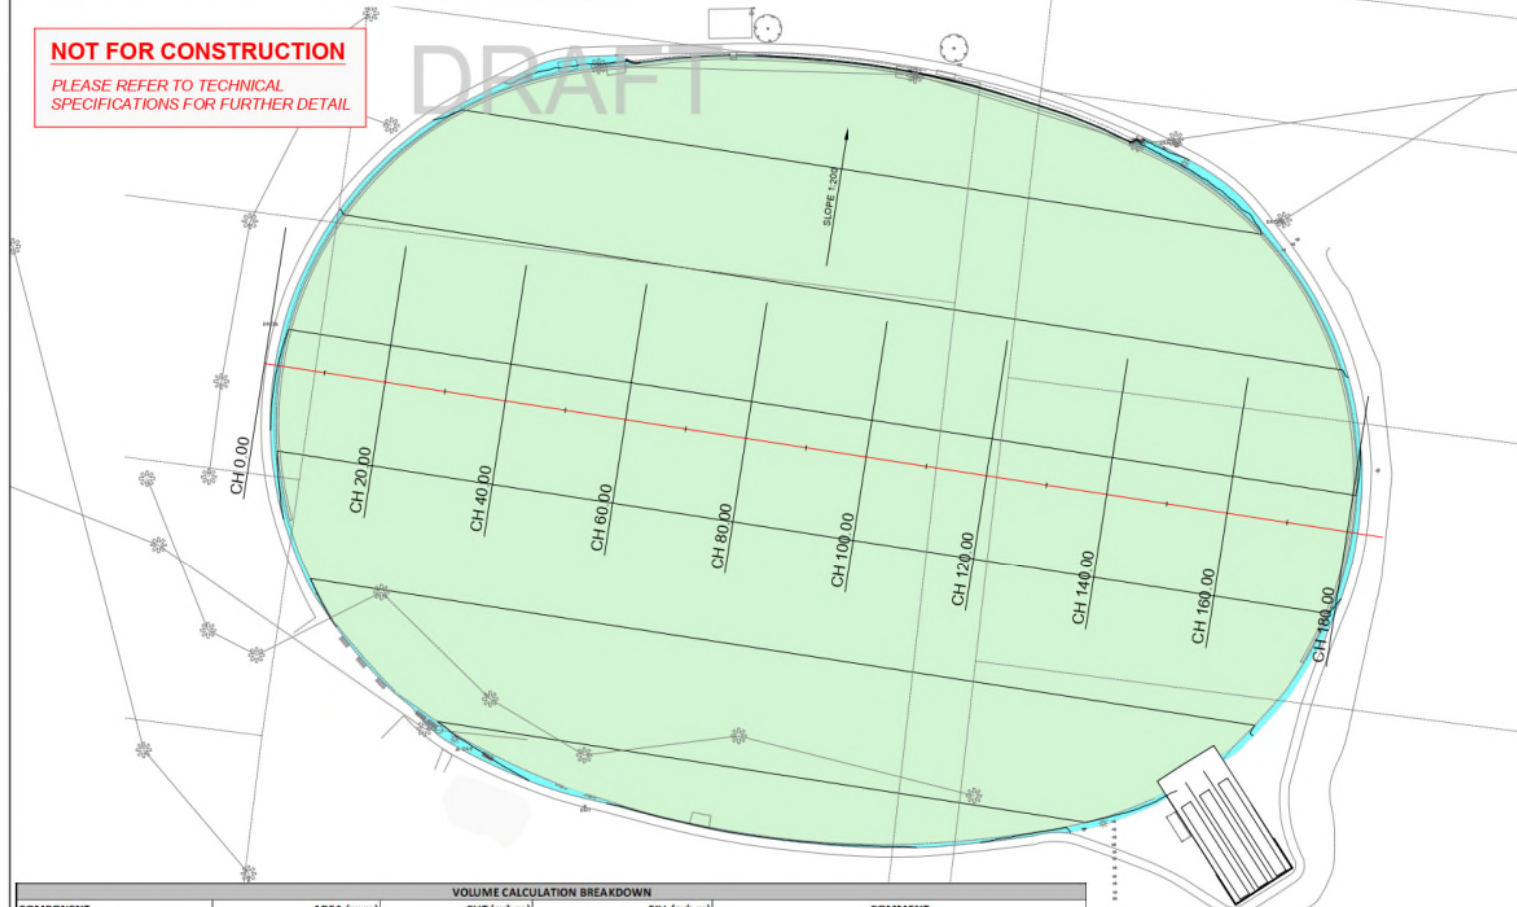 NOT FOR CONSTRUCTION
PLEASE REFER TO TECHNICAL
SPECIFICATIONS FOR FURTHER DETAIL
DRAFT
SLOPE 1:200
CH 0.00
CH 20.00
CH 40.00
CH 60.00
CH 80.00
CH 100.00
CH 120.00
CH 140.00
CH 160.00
CH 180.00
VOLUME CALCULATION BREAKDOWN
COMPONENT
COMMENT